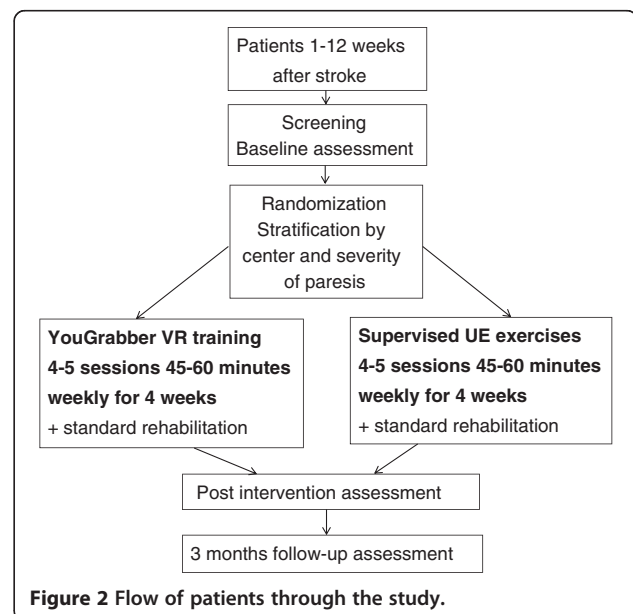 Patients 1-12 weeks
after stroke
Screening
Baseline assessment
Randomization
Stratification by
center and severity
of paresis
YouGrabber VR training
4-5 sessions 45-60 minutes
weekly for 4 weeks
+ standard rehabilitation
Supervised UE exercises
4-5 sessions 45-60 minutes
weekly for 4 weeks
+ standard rehabilitation
Post intervention assessment
3 months follow-up assessment
Figure 2 Flow of patients through the study.